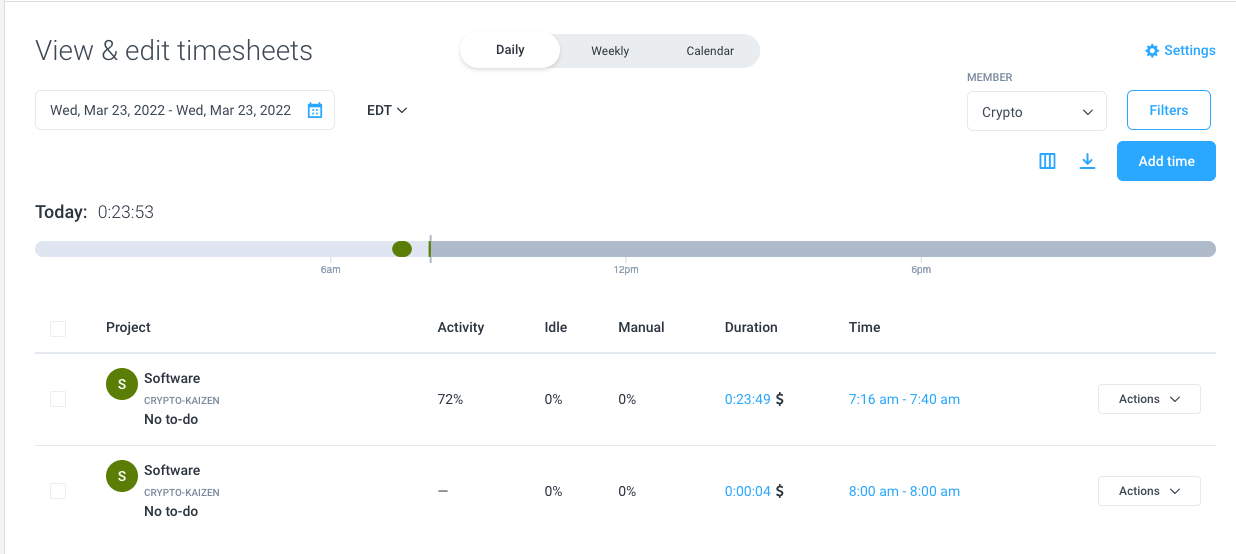 View & edit timesheets
Daily Weekly Calendar
Settings
MEMBER
Wed, Mar 23, 2022 - Wed, Mar 23, 2022
EDT
Crypto
Filters
Add time
Today: 0:23:53
6am 12pm 6pm
Project Activity Idle Manual Duration Time
S Software
CRYPTO-KAIZEN
No to-do
72% 0% 0% 0:23:49 $ 7:16 am - 7:40 am Actions
S Software
CRYPTO-KAIZEN
No to-do
— 0% 0% 0:00:04 $ 8:00 am - 8:00 am Actions